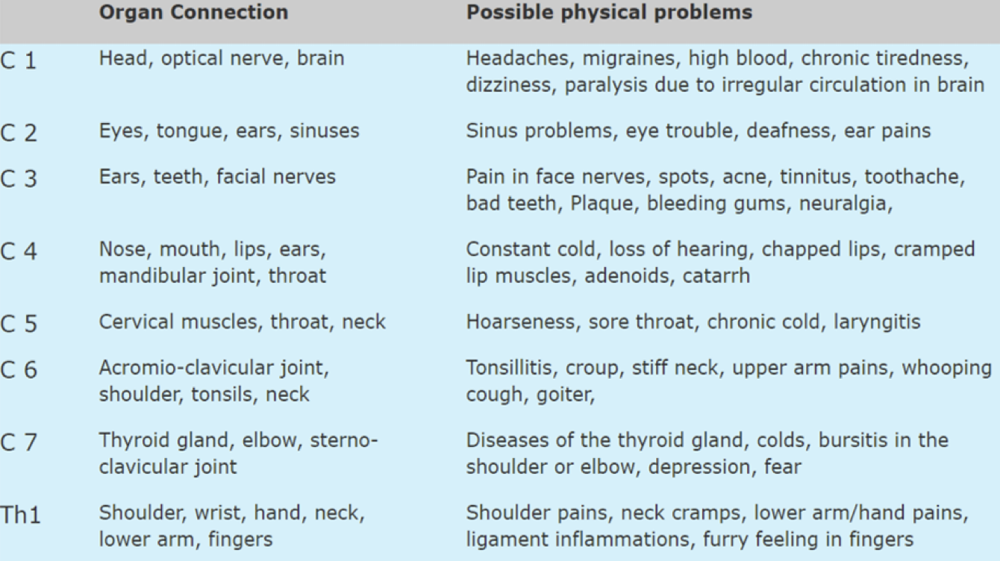 Organ Connection Possible physical problems
C 1 Head, optical nerve, brain Headaches, migraines, high blood, chronic tiredness,
dizziness, paralysis due to irregular circulation in brain
C 2 Eyes, tongue, ears, sinuses Sinus problems, eye trouble, deafness, ear pains
C 3 Ears, teeth, facial nerves Pain in face nerves, spots, acne, tinnitus, toothache,
bad teeth, Plaque, bleeding gums, neuralgia,
C 4 Nose, mouth, lips, ears, Constant cold, loss of hearing, chapped lips, cramped
mandibular joint, throat lip muscles, adenoids, catarrh
C 5 Cervical muscles, throat, neck Hoarseness, sore throat, chronic cold, laryngitis
C 6 Acromio-clavicular joint, Tonsillitis, croup, stiff neck, upper arm pains, whooping
shoulder, tonsils, neck cough, goiter,
C 7 Thyroid gland, elbow, sterno- Diseases of the thyroid gland, colds, bursitis in the
clavicular joint shoulder or elbow, depression, fear
Th1 Shoulder, wrist, hand, neck, Shoulder pains, neck cramps, lower arm/hand pains,
lower arm, fingers ligament inflammations, furry feeling in fingers